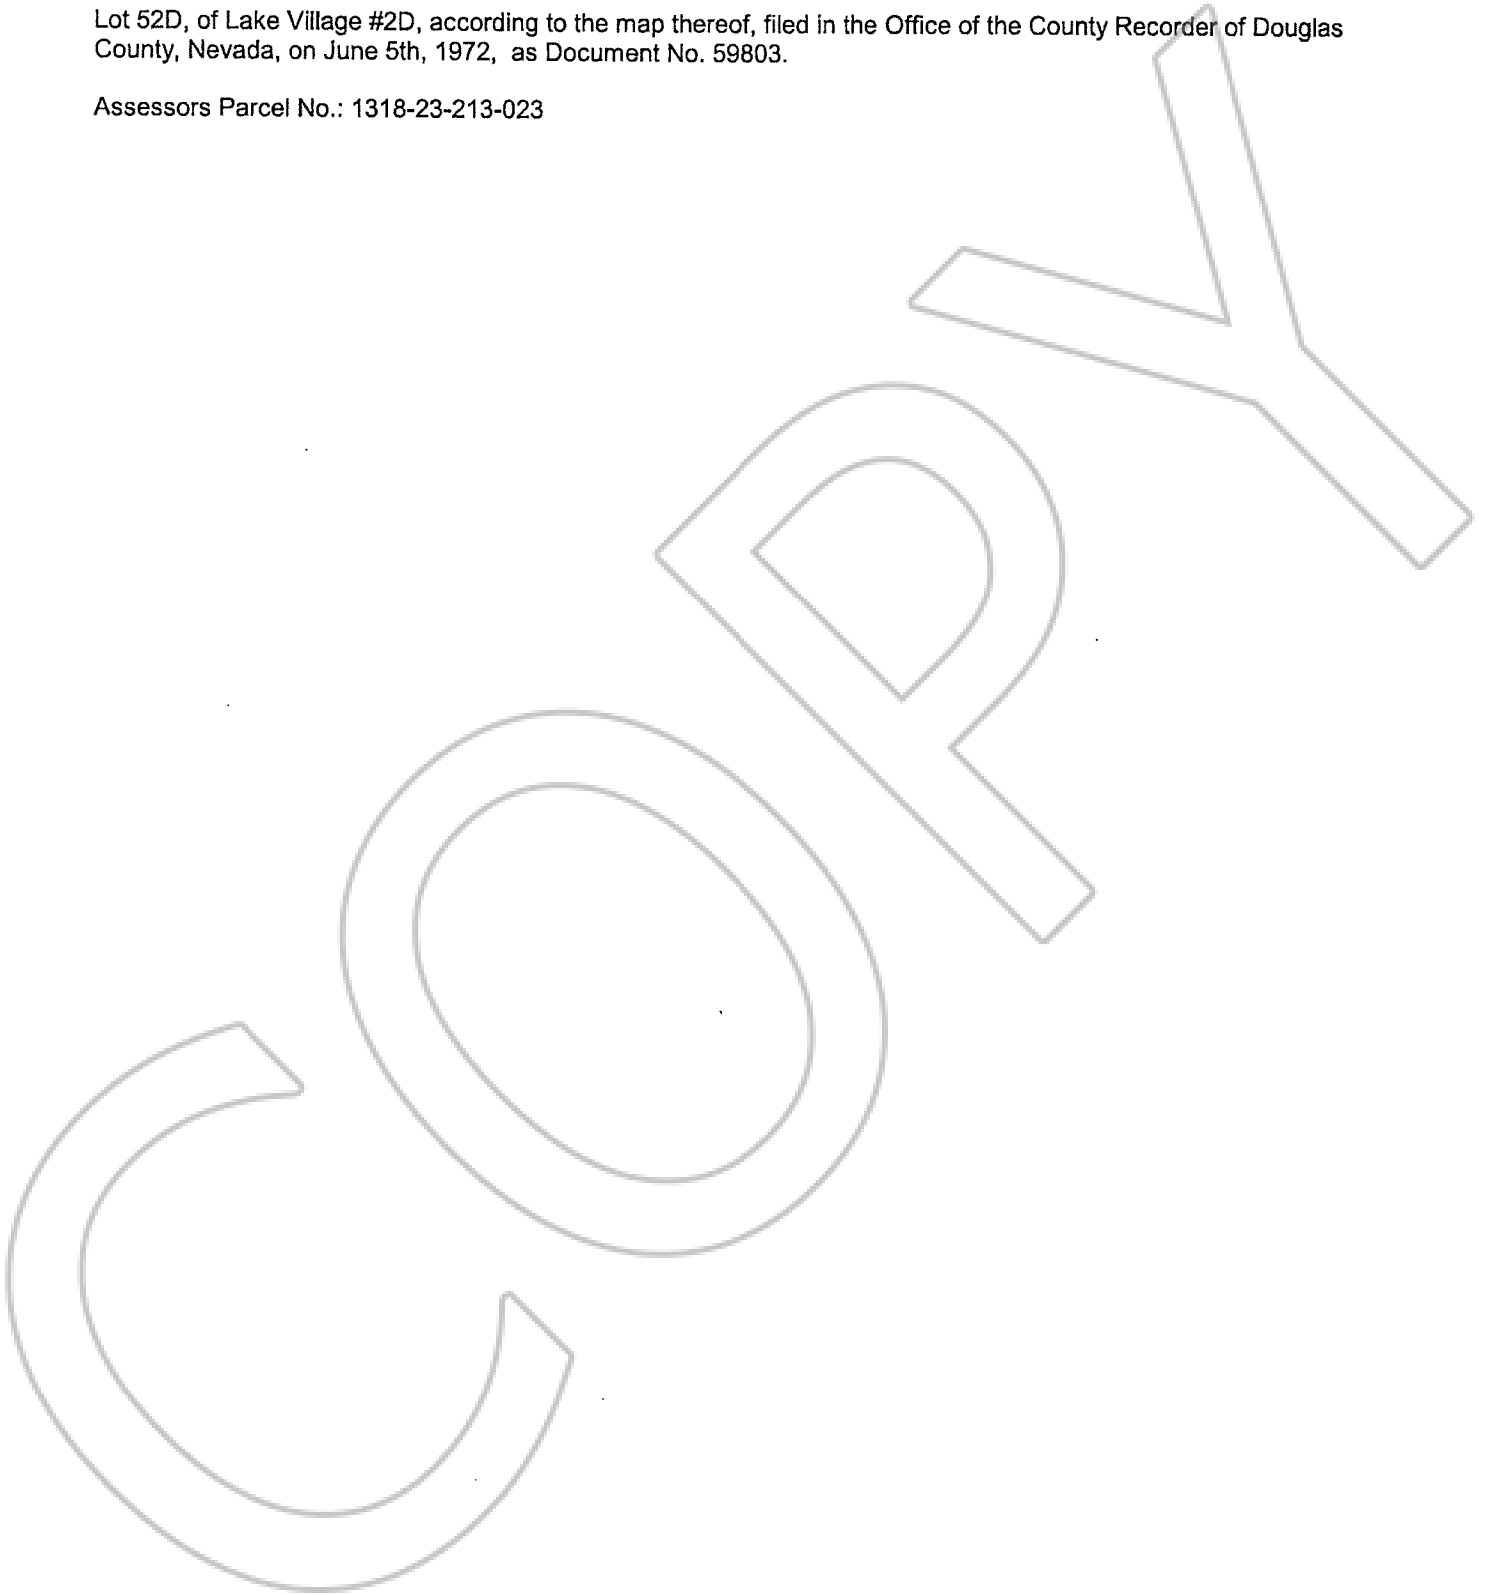 Lot 52D, of Lake Village #2D, according to the map thereof, filed in the Office of the County Recorder of Douglas
County, Nevada, on June 5th, 1972,  as Document No. 59803.
Assessors Parcel No.: 1318-23-213-023
COPY